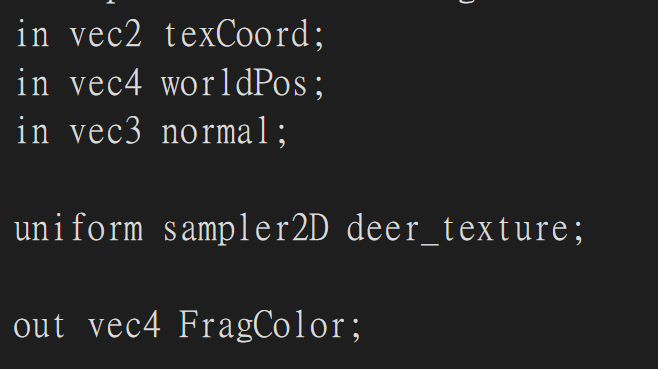 in vec2 texCoord;
in vec4 worldPos;
in vec3 normal;
uniform sampler2D deer_texture;
out vec4 FragColor;